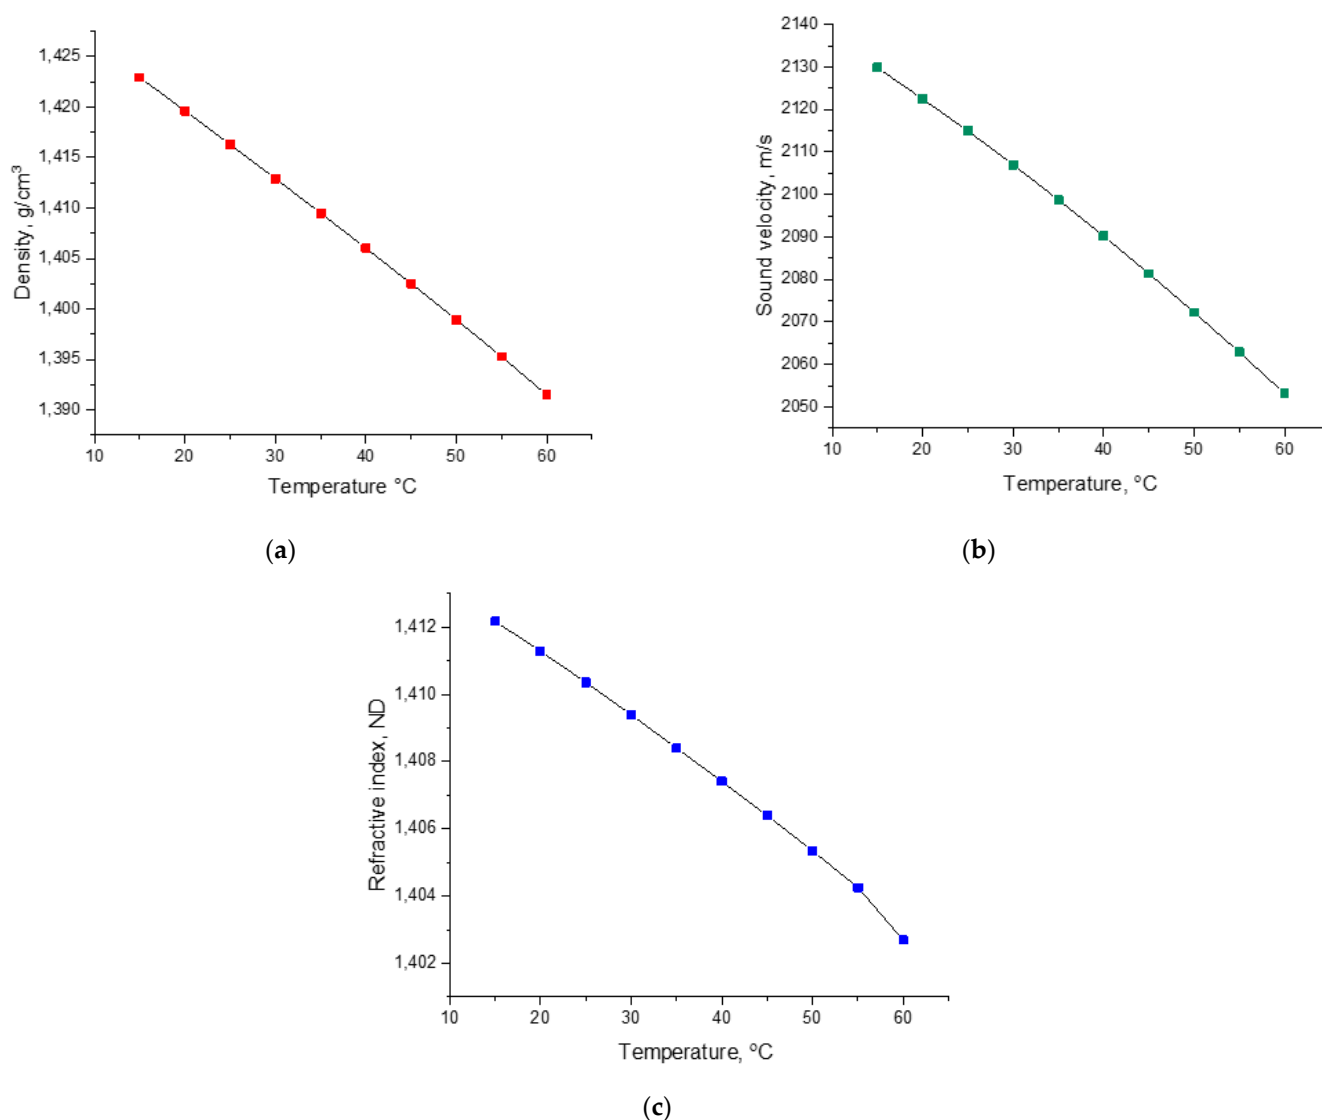 1,425
1,420
1,415
1,410
1,405
1,400
1,395
1,390
Density, g/cm³
10 20 30 40 50 60
Temperature °C
(a)
2140
2130
2120
2110
2100
2090
2080
2070
2060
2050
Sound velocity, m/s
10 20 30 40 50 60
Temperature, ºC
(b)
1,412
1,410
1,408
1,406
1,404
1,402
Refractive index, ND
10 20 30 40 50 60
Temperature, ºC
(c)